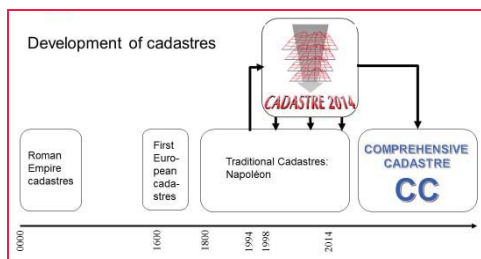 Development of cadastres
CADASTRE 2014
Roman
Empire
cadastres
First
Euro-
pean
cada-
stres
Traditional Cadastres:
Napoléon
COMPREHENSIVE
CADASTRE
CC
0000
1600
1800
1994
1998
2014